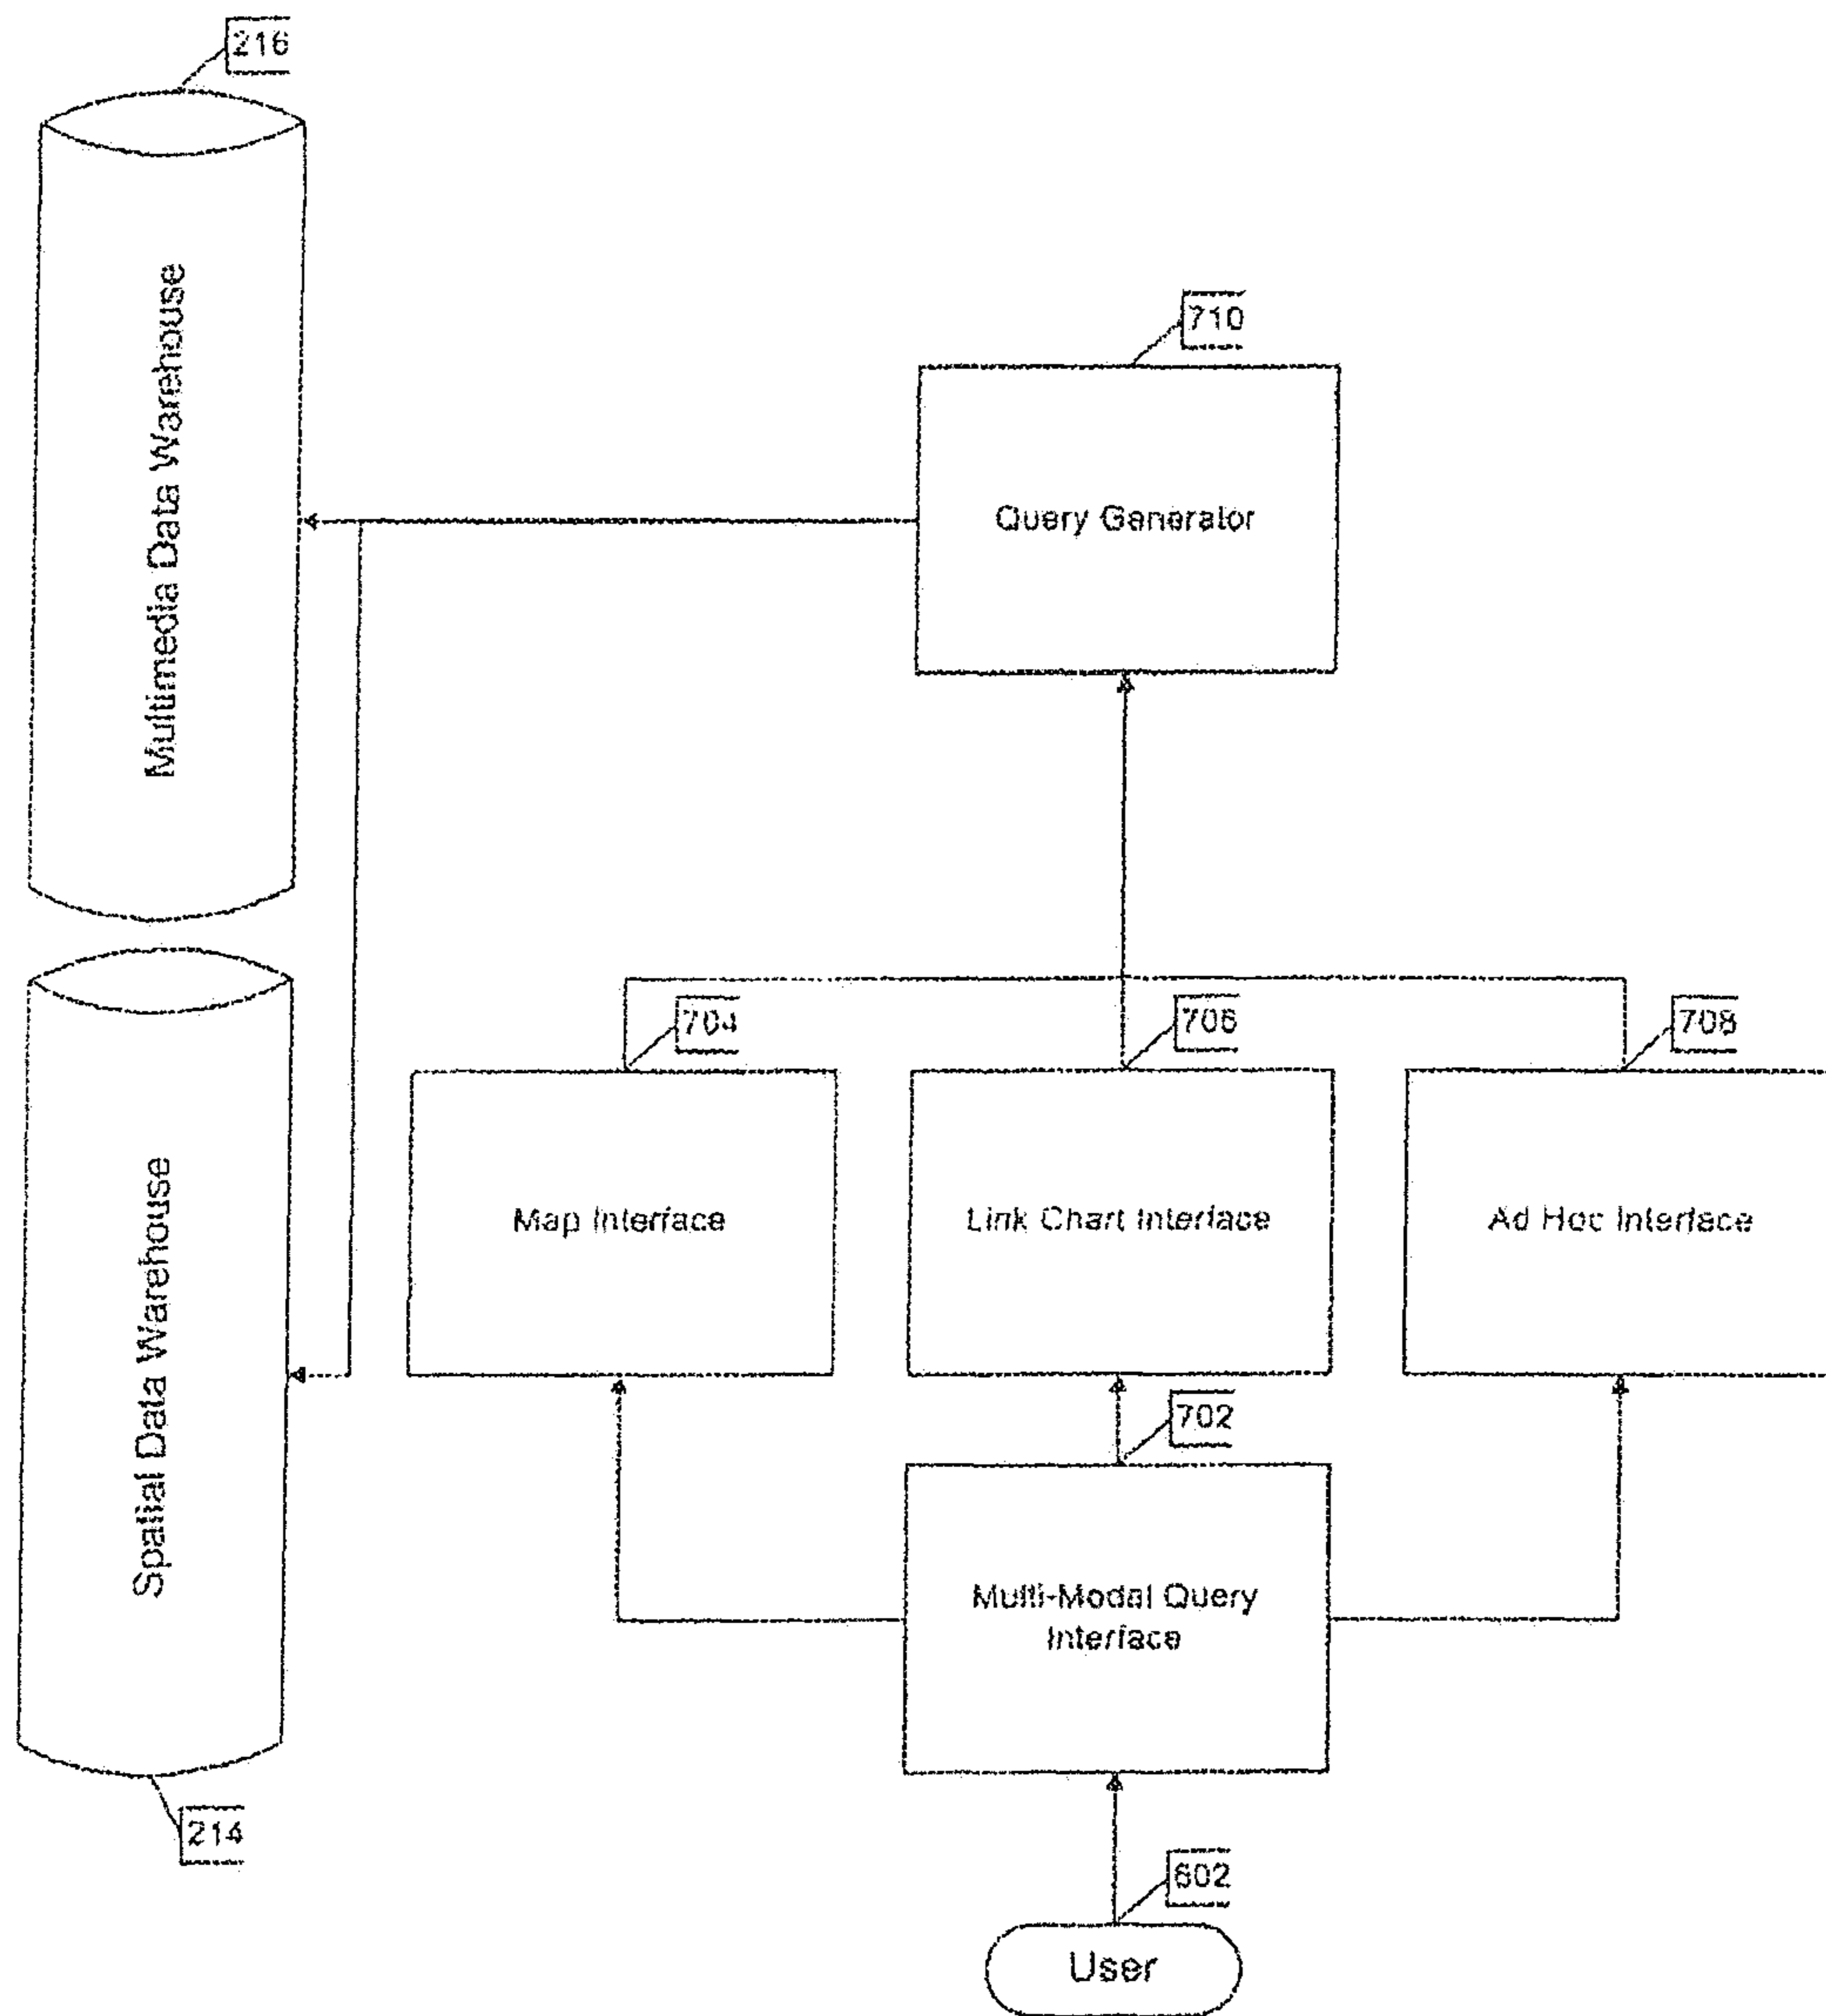 216
Multimedia Data Warehouse
710
Query Generator
704
706
708
Map Interface
Link Chart Interface
Ad Hoc Interface
Spatial Data Warehouse
702
Multi-Modal Query
Interface
214
602
User